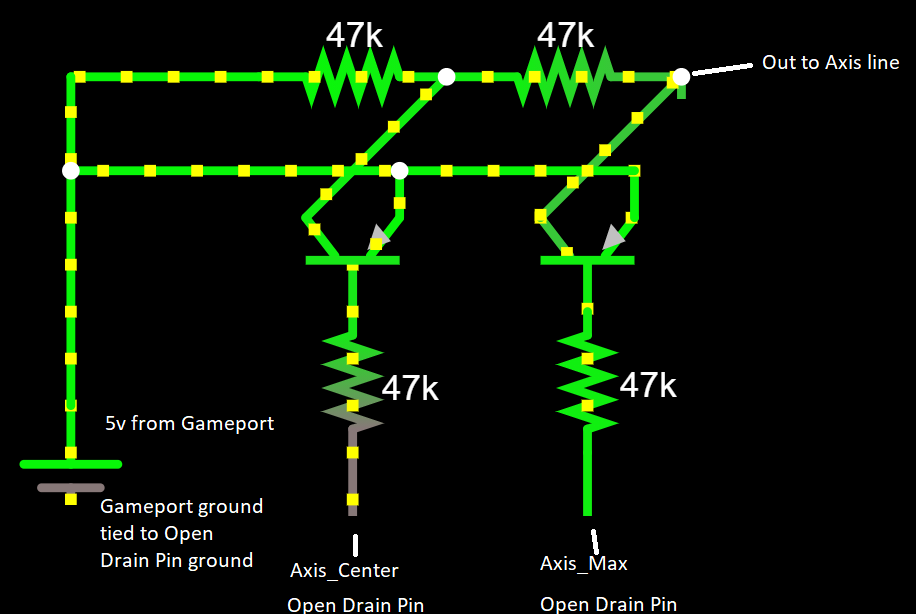 47k
47k
Out to Axis line
47k
47k
5v from Gameport
Gameport ground
tied to Open
Drain Pin ground
Axis_Center
Open Drain Pin
Axis_Max
Open Drain Pin